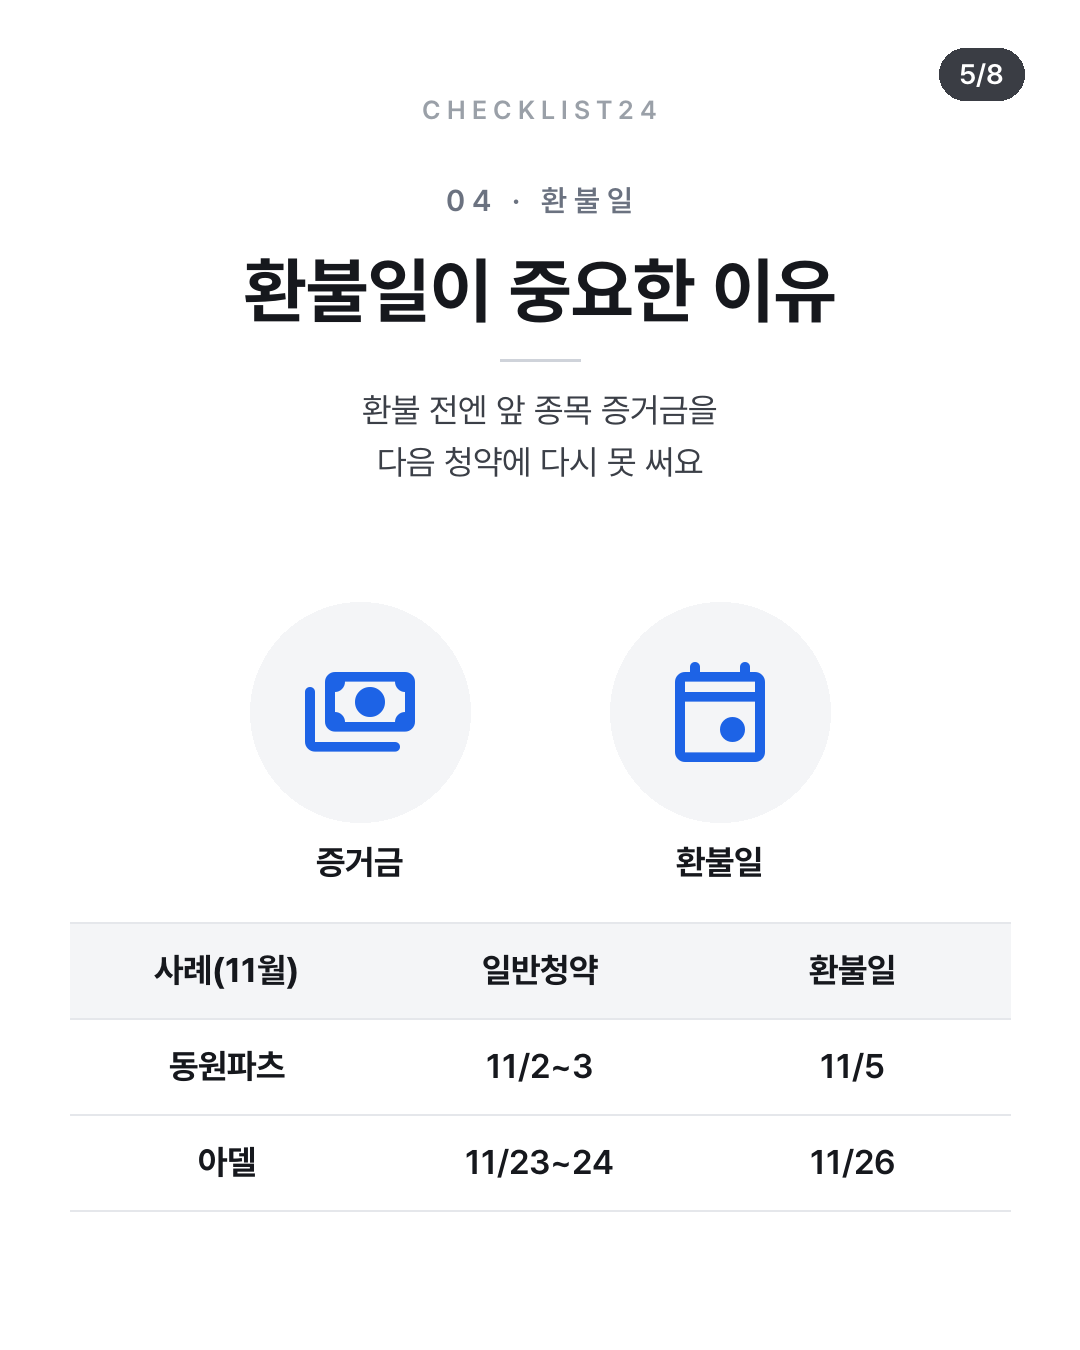 5/8
CHECKLIST24
04 · 환불일
환불일이 중요한 이유
환불 전엔 앞 종목 증거금을
다음 청약에 다시 못 써요
증거금 환불일
사례(11월) 일반청약 환불일
동원파츠 11/2~3 11/5
아델 11/23~24 11/26